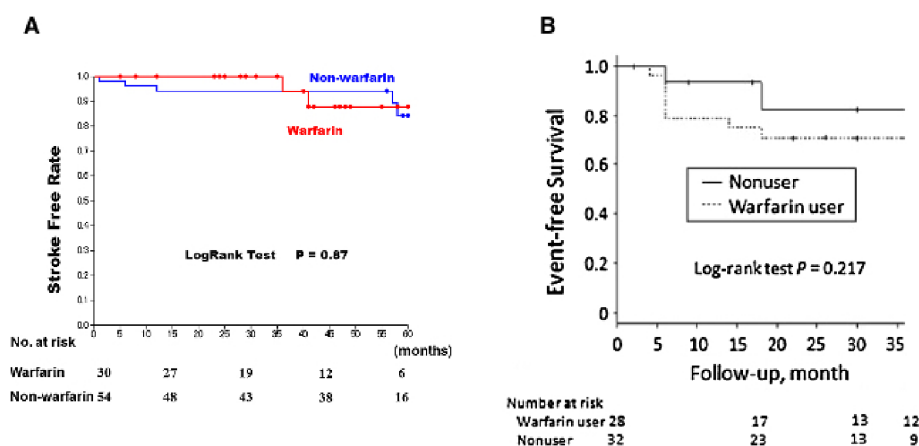 A
Stroke Free Rate
1.0
0.9
0.8
0.7
0.6
0.5
0.4
0.3
0.2
0.1
0.0
Non-warfarin
Warfarin
LogRank Test P = 0.87
0 5 10 15 20 25 30 35 40 45 50 55 60
(months)
No. at risk
Warfarin 30 27 19 12 6
Non-warfarin 54 48 43 38 16
B
Event-free Survival
1.0
0.8
0.6
0.4
0.2
0
Nonuser
Warfarin user
Log-rank test P = 0.217
0 5 10 15 20 25 30 35
Follow-up, month
Number at risk
Warfarin user 28 17 13 12
Nonuser 32 23 13 9